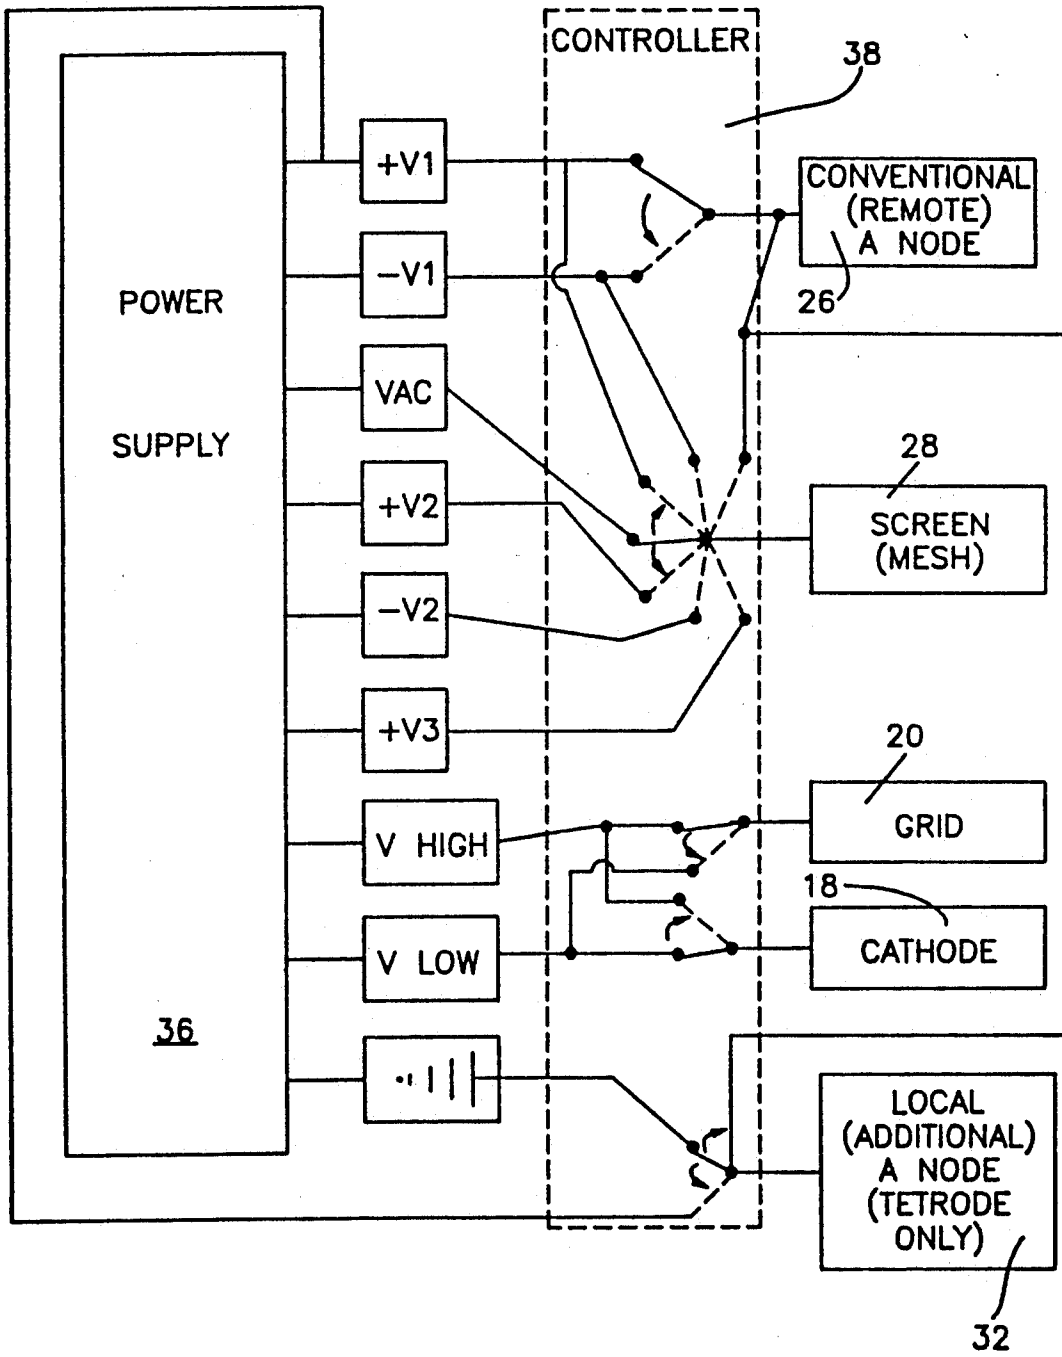 CONTROLLER
38
POWER
SUPPLY
36
+V1
-V1
VAC
+V2
-V2
+V3
V HIGH
V LOW
CONVENTIONAL
(REMOTE)
A NODE
26
28
SCREEN
(MESH)
20
GRID
18
CATHODE
LOCAL
(ADDITIONAL)
A NODE
(TETRODE
ONLY)
32